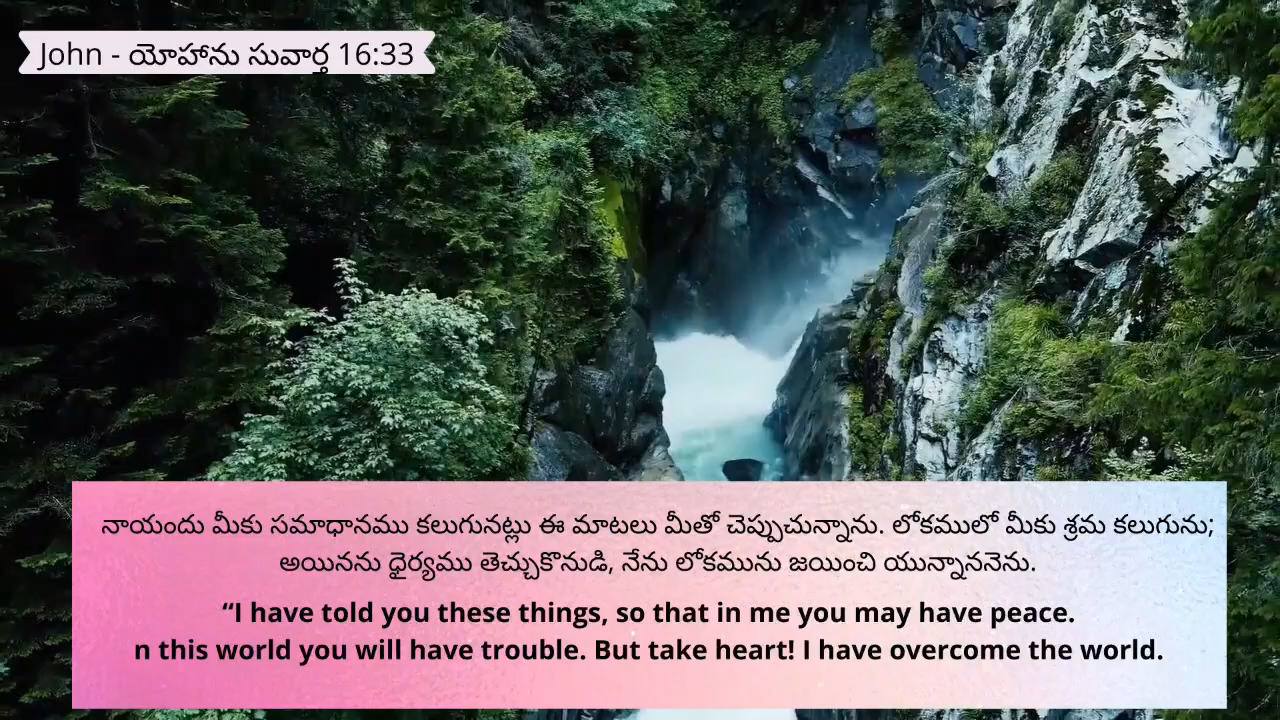 John - యోహాను సువార్త 16:33
నాయందు మీకు సమాధానము కలుగునట్లు ఈ మాటలు మీతో చెప్పుచున్నాను. లోకములో మీకు శ్రమ కలుగును;
అయినను ధైర్యము తెచ్చుకొనుడి, నేను లోకమును జయించి యున్నాననెను.
“I have told you these things, so that in me you may have peace.
n this world you will have trouble. But take heart! I have overcome the world.